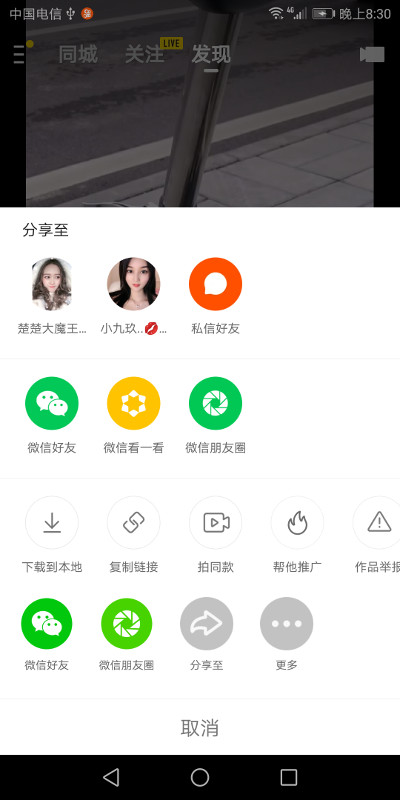 中国电信 4G 晚上8:30
同城 关注 LIVE 发现
分享至
楚楚大魔王... 小九玖..💋... 私信好友
微信好友 微信看一看 微信朋友圈
下载到本地 复制链接 拍同款 帮他推广 作品举报
微信好友 微信朋友圈 分享至 更多
取消